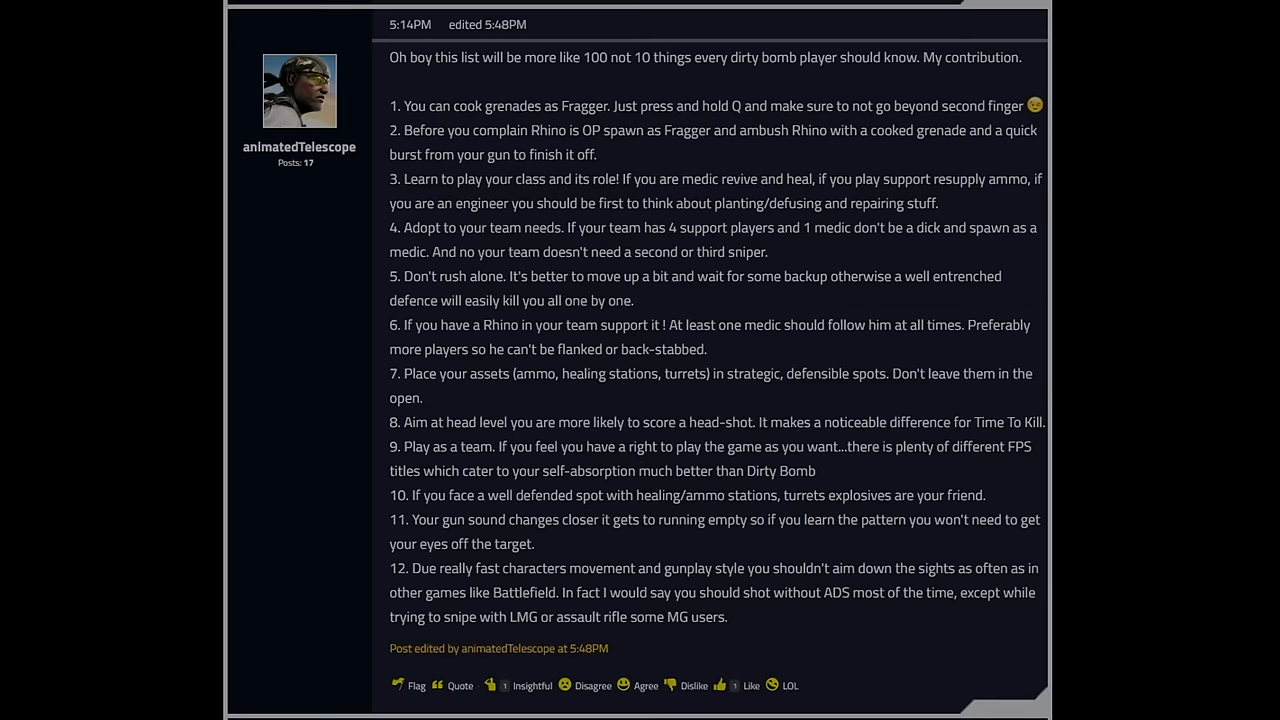 5:14PM edited 5:48PM
animatedTelescope
Posts: 17
Oh boy this list will be more like 100 not 10 things every dirty bomb player should know. My contribution.
1. You can cook grenades as Fragger. Just press and hold Q and make sure to not go beyond second finger 😉
2. Before you complain Rhino is OP spawn as Fragger and ambush Rhino with a cooked grenade and a quick
burst from your gun to finish it off.
3. Learn to play your class and its role! If you are medic revive and heal, if you play support resupply ammo, if
you are an engineer you should be first to think about planting/defusing and repairing stuff.
4. Adopt to your team needs. If your team has 4 support players and 1 medic don't be a dick and spawn as a
medic. And no your team doesn't need a second or third sniper.
5. Don't rush alone. It's better to move up a bit and wait for some backup otherwise a well entrenched
defence will easily kill you all one by one.
6. If you have a Rhino in your team support it ! At least one medic should follow him at all times. Preferably
more players so he can't be flanked or back-stabbed.
7. Place your assets (ammo, healing stations, turrets) in strategic, defensible spots. Don't leave them in the
open.
8. Aim at head level you are more likely to score a head-shot. It makes a noticeable difference for Time To Kill.
9. Play as a team. If you feel you have a right to play the game as you want...there is plenty of different FPS
titles which cater to your self-absorption much better than Dirty Bomb
10. If you face a well defended spot with healing/ammo stations, turrets explosives are your friend.
11. Your gun sound changes closer it gets to running empty so if you learn the pattern you won't need to get
your eyes off the target.
12. Due really fast characters movement and gunplay style you shouldn't aim down the sights as often as in
other games like Battlefield. In fact I would say you should shot without ADS most of the time, except while
trying to snipe with LMG or assault rifle some MG users.
Post edited by animatedTelescope at 5:48PM
Flag Quote 1 Insightful Disagree Agree Dislike 1 Like LOL